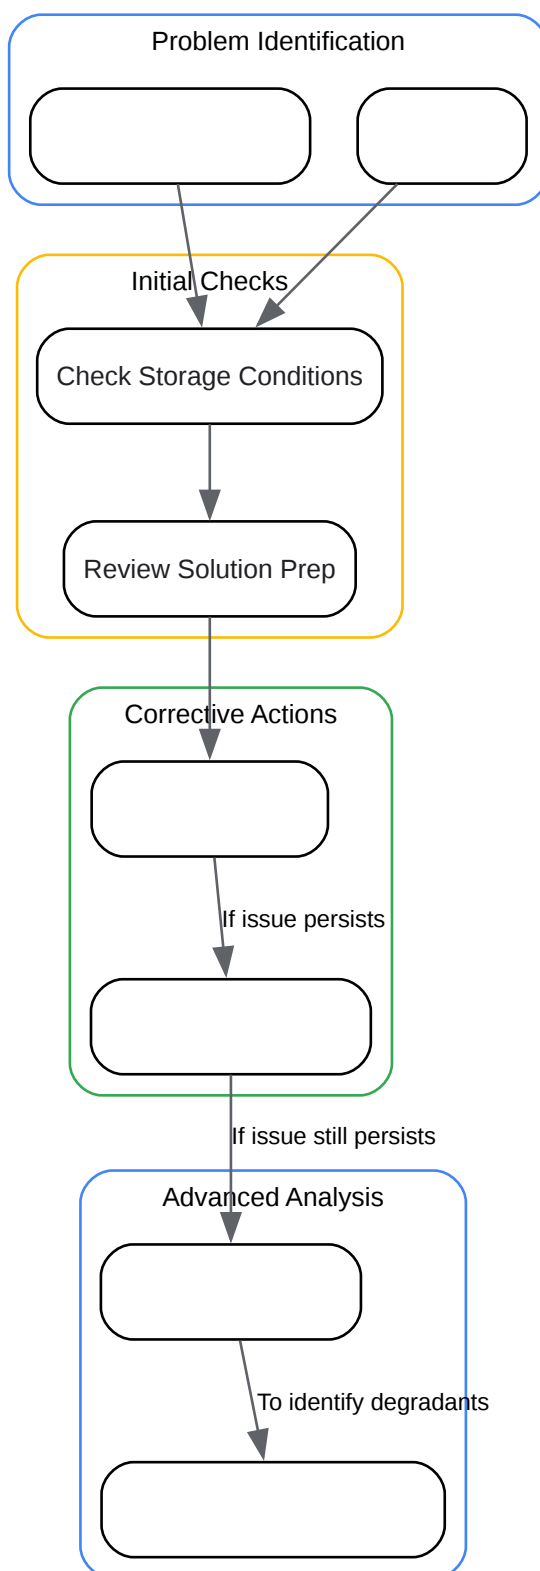 Problem Identification
Initial Checks
Check Storage Conditions
Review Solution Prep
Corrective Actions
If issue persists
If issue still persists
Advanced Analysis
To identify degradants